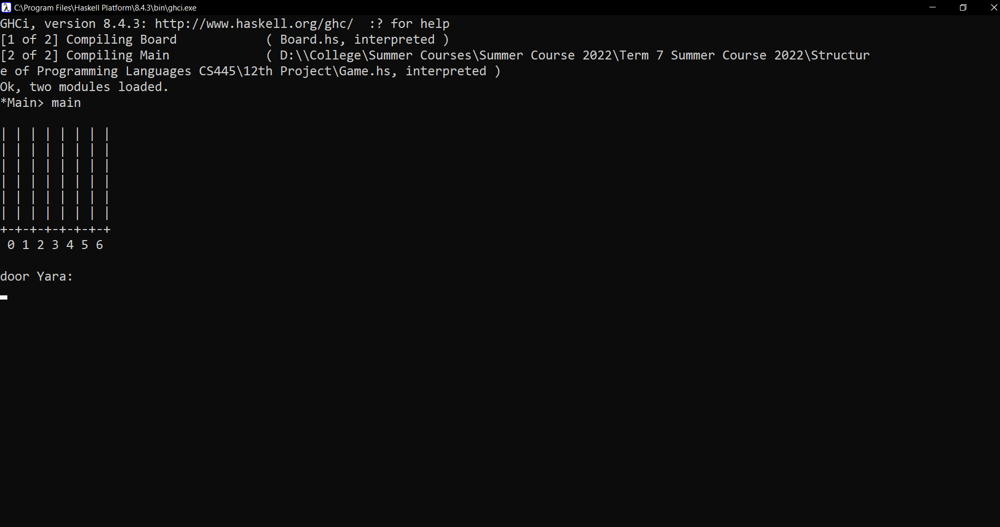 C:\Program Files\Haskell Platform\8.4.3\bin\ghci.exe
GHCi, version 8.4.3: http://www.haskell.org/ghc/  :? for help
[1 of 2] Compiling Board            ( Board.hs, interpreted )
[2 of 2] Compiling Main             ( D:\\College\Summer Courses\Summer Course 2022\Term 7 Summer Course 2022\Structur
e of Programming Languages CS445\12th Project\Game.hs, interpreted )
Ok, two modules loaded.
*Main> main
| | | | | | | |
| | | | | | | |
| | | | | | | |
| | | | | | | |
| | | | | | | |
| | | | | | | |
+-+-+-+-+-+-+-+
 0 1 2 3 4 5 6
door Yara: